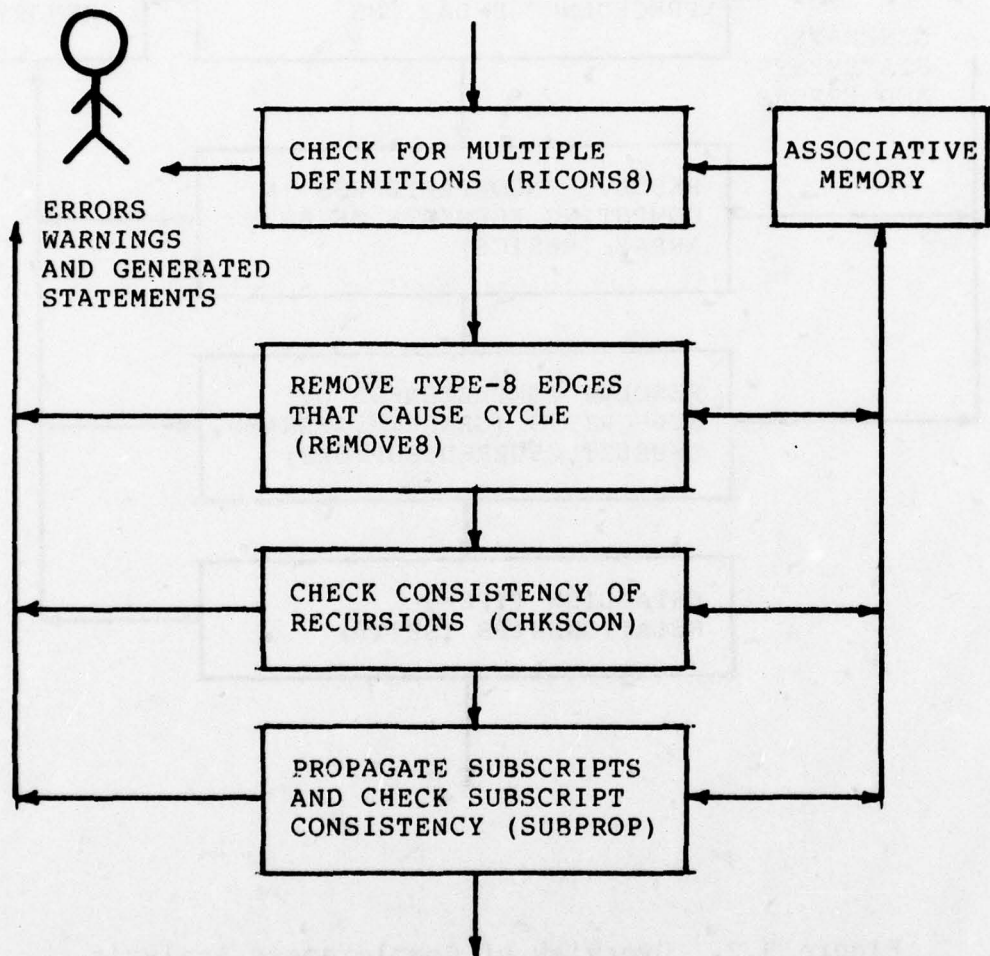 CHECK FOR MULTIPLE
DEFINITIONS (RICONS8)
ASSOCIATIVE
MEMORY
ERRORS
WARNINGS
AND GENERATED
STATEMENTS
REMOVE TYPE-8 EDGES
THAT CAUSE CYCLE
(REMOVE8)
CHECK CONSISTENCY OF
RECURSIONS (CHKSCON)
PROPAGATE SUBSCRIPTS
AND CHECK SUBSCRIPT
CONSISTENCY (SUBPROP)